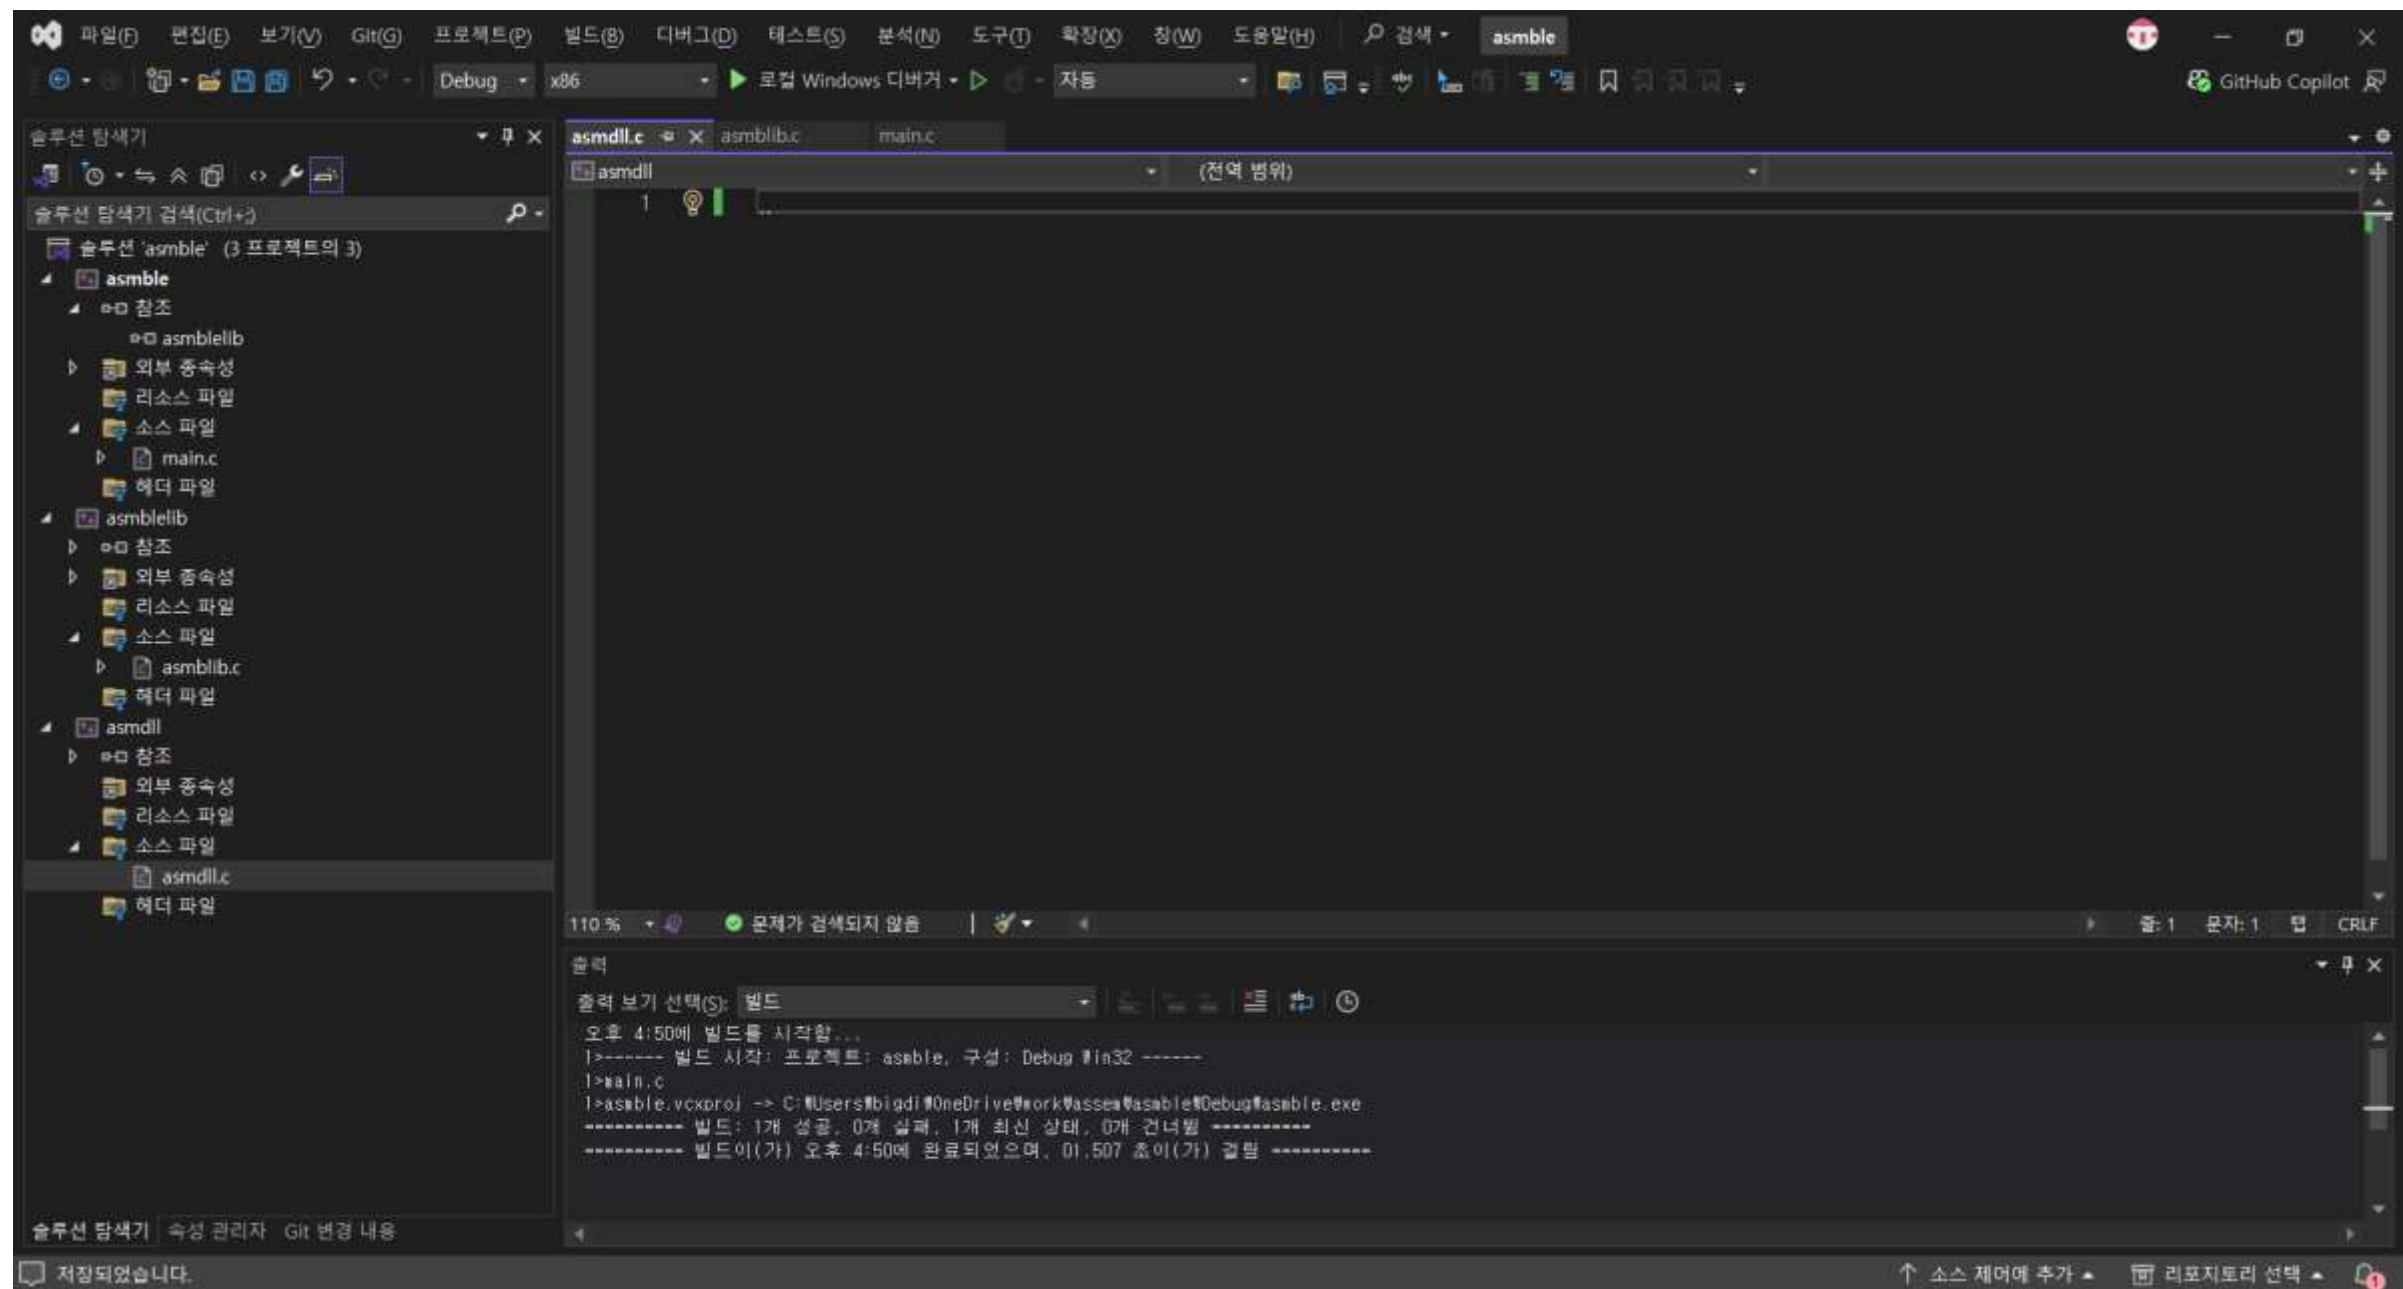 파일(F) 편집(E) 보기(V) Git(G) 프로젝트(P) 빌드(B) 디버그(D) 테스트(S) 분석(N) 도구(T) 확장(X) 창(W) 도움말(H) 검색 asmble
Debug x86 로컬 Windows 디버거 자동 GitHub Copilot
솔루션 탐색기
솔루션 탐색기 검색(Ctrl+;)
솔루션 'asmble' (3 프로젝트의 3)
asmble
참조
asmblelib
외부 종속성
리소스 파일
소스 파일
main.c
헤더 파일
asmblelib
참조
외부 종속성
리소스 파일
소스 파일
asmblib.c
헤더 파일
asmdll
참조
외부 종속성
리소스 파일
소스 파일
asmdll.c
헤더 파일
솔루션 탐색기 속성 관리자 Git 변경 내용
asmdll.c asmblib.c main.c
asmdll (전역 범위)
1
110 % 문제가 검색되지 않음 줄: 1 문자: 1 탭 CRLF
출력
출력 보기 선택(S): 빌드
오후 4:50에 빌드를 시작함...
1>------ 빌드 시작: 프로젝트: asmble, 구성: Debug Win32 ------
1>main.c
1>asmble.vcxproj -> C:₩Users₩bigdi₩OneDrive₩work₩assem₩asmble₩Debug₩asmble.exe
========== 빌드: 1개 성공, 0개 실패, 1개 최신 상태, 0개 건너뜀 ==========
========== 빌드이(가) 오후 4:50에 완료되었으며, 01.507 초이(가) 걸림 ==========
저장되었습니다. 소스 제어에 추가 리포지토리 선택 1